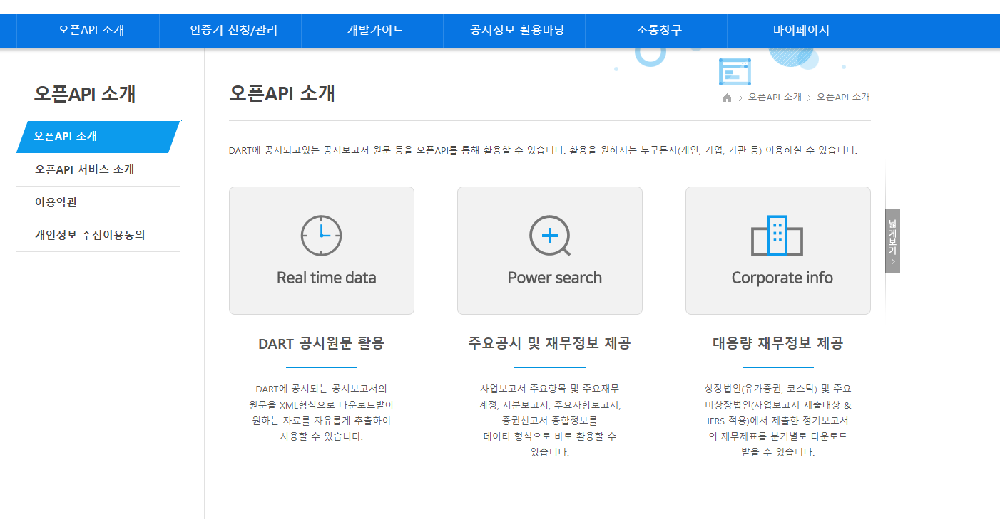 오픈API 소개
인증키 신청/관리
개발가이드
공시정보 활용마당
소통창구
마이페이지
오픈API 소개
오픈API 소개
오픈API 서비스 소개
이용약관
개인정보 수집이용동의
오픈API 소개
> 오픈API 소개 > 오픈API 소개
DART에 공시되고있는 공시보고서 원문 등을 오픈API를 통해 활용할 수 있습니다. 활용을 원하시는 누구든지(개인, 기업, 기관 등) 이용하실 수 있습니다.
Real time data
DART 공시원문 활용
DART에 공시되는 공시보고서의
원문을 XML형식으로 다운로드받아
원하는 자료를 자유롭게 추출하여
사용할 수 있습니다.
Power search
주요공시 및 재무정보 제공
사업보고서 주요항목 및 주요재무
계정, 지분보고서, 주요사항보고서,
증권신고서 종합정보를
데이터 형식으로 바로 활용할 수
있습니다.
Corporate info
대용량 재무정보 제공
상장법인(유가증권, 코스닥) 및 주요
비상장법인(사업보고서 제출대상 &
IFRS 적용)에서 제출한 정기보고서
의 재무제표를 분기별로 다운로드
받을 수 있습니다.
넓게보기 >